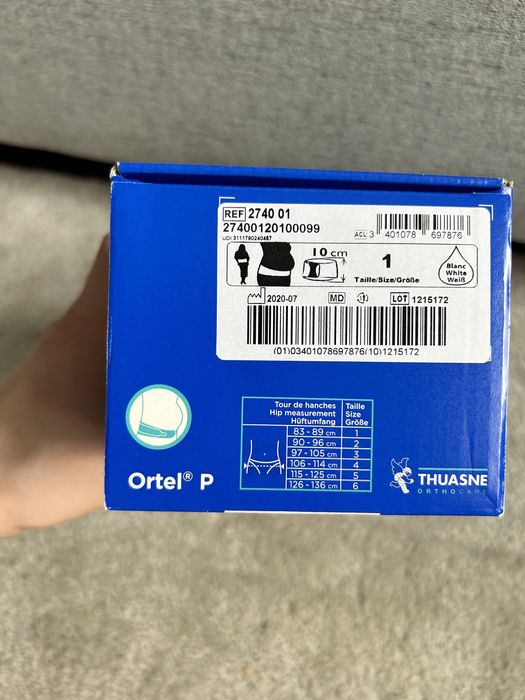 REF 274 0 01
27400120100099
UDI 3111790240457
ACL 3 401078 697876
10 cm
1
Taille/Size/Größe
Blanc
White
Weiß
2020-07 MD LOT 1215172
(01)03401078697876(10)1215172
Tour de hanches Taille
Hip measurement Size
Hüftumfang Größe
83 - 89 cm 1
90 - 96 cm 2
97 - 105 cm 3
106 - 114 cm 4
115 - 125 cm 5
126 - 136 cm 6
Ortel® P
THUASNE
ORTHOCARE